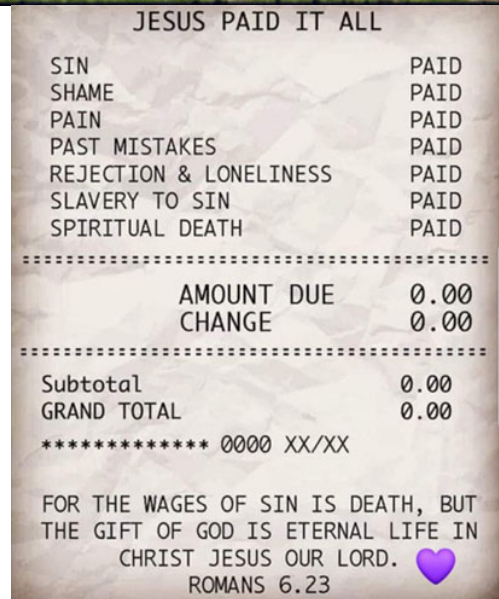 JESUS PAID IT ALL
SIN PAID
SHAME PAID
PAIN PAID
PAST MISTAKES PAID
REJECTION & LONELINESS PAID
SLAVERY TO SIN PAID
SPIRITUAL DEATH PAID
AMOUNT DUE 0.00
CHANGE 0.00
Subtotal 0.00
GRAND TOTAL 0.00
************* 0000 XX/XX
FOR THE WAGES OF SIN IS DEATH, BUT
THE GIFT OF GOD IS ETERNAL LIFE IN
CHRIST JESUS OUR LORD. 💜
ROMANS 6.23